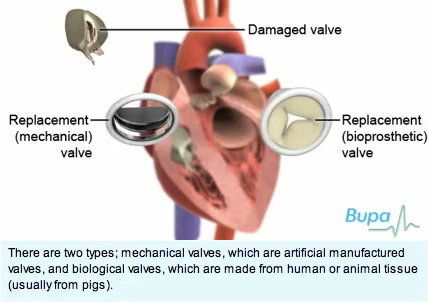 Damaged valve
Replacement
(mechanical)
valve
Replacement
(bioprosthetic)
valve
Bupa
There are two types; mechanical valves, which are artificial manufactured
valves, and biological valves, which are made from human or animal tissue
(usually from pigs).